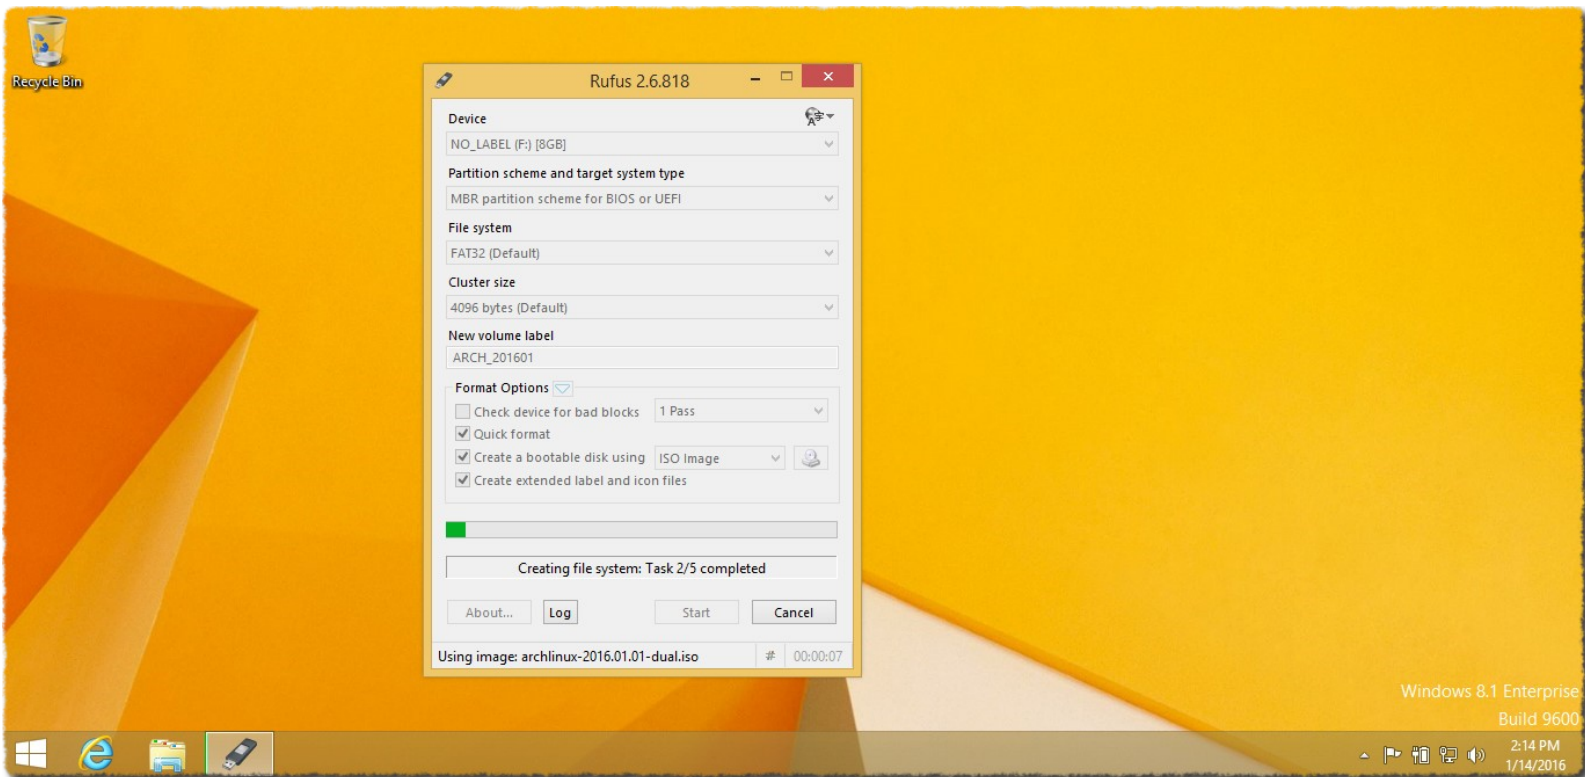 Recycle Bin
Rufus 2.6.818
Device
NO_LABEL (F:) [8GB]
Partition scheme and target system type
MBR partition scheme for BIOS or UEFI
File system
FAT32 (Default)
Cluster size
4096 bytes (Default)
New volume label
ARCH_201601
Format Options
Check device for bad blocks 1 Pass
Quick format
Create a bootable disk using ISO Image
Create extended label and icon files
Creating file system: Task 2/5 completed
About... Log Start Cancel
Using image: archlinux-2016.01.01-dual.iso # 00:00:07
Windows 8.1 Enterprise
Build 9600
2:14 PM
1/14/2016